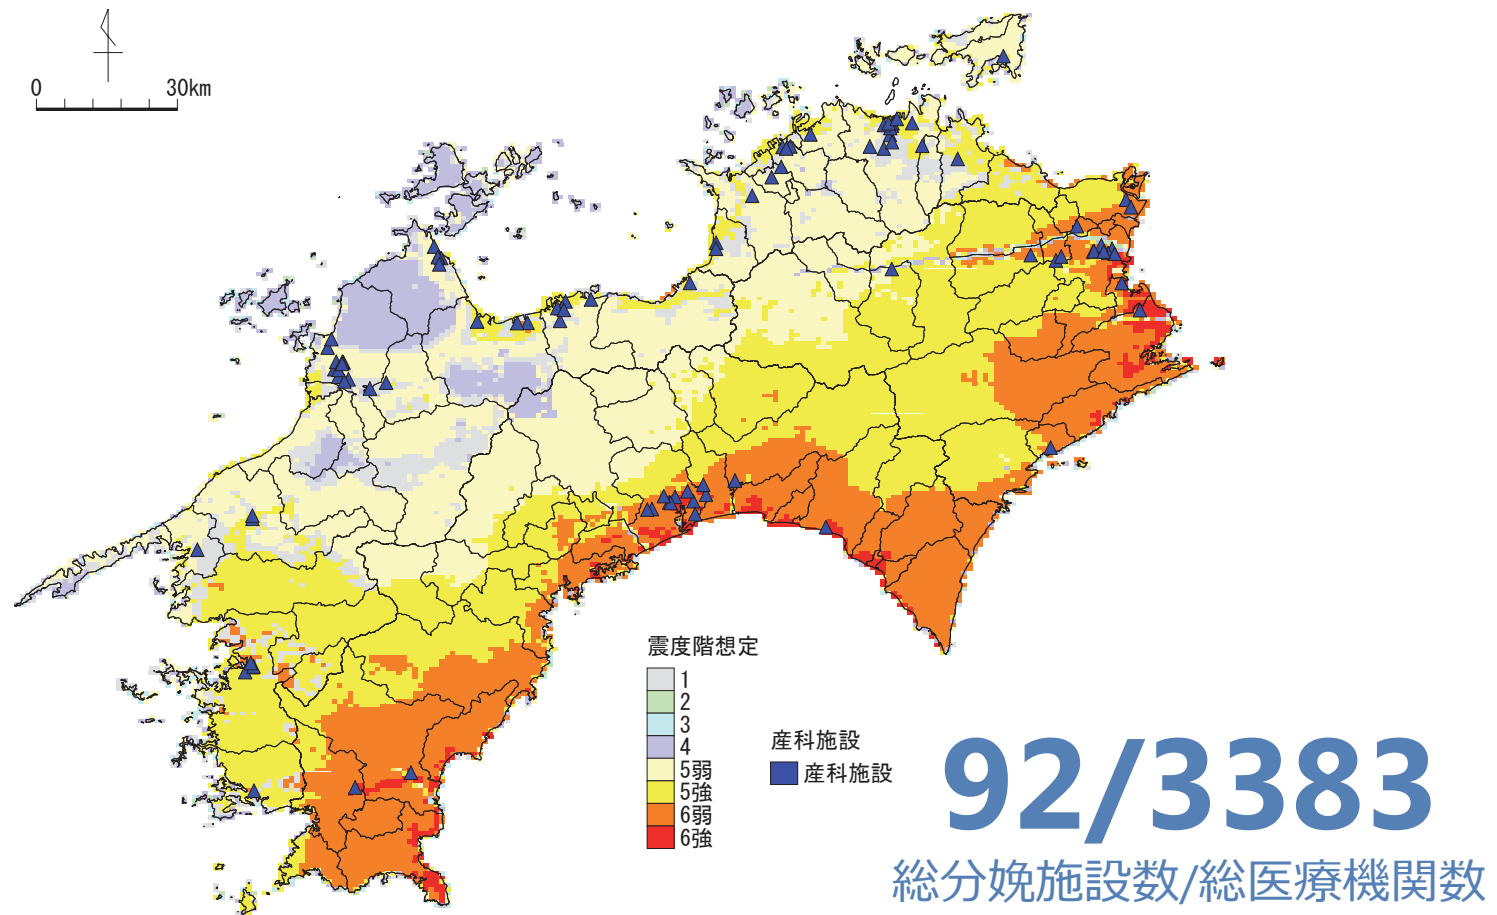 0 30km
震度階想定
1
2
3
4
5弱
5強
6弱
6強
産科施設
産科施設
92/3383
総分娩施設数/総医療機関数